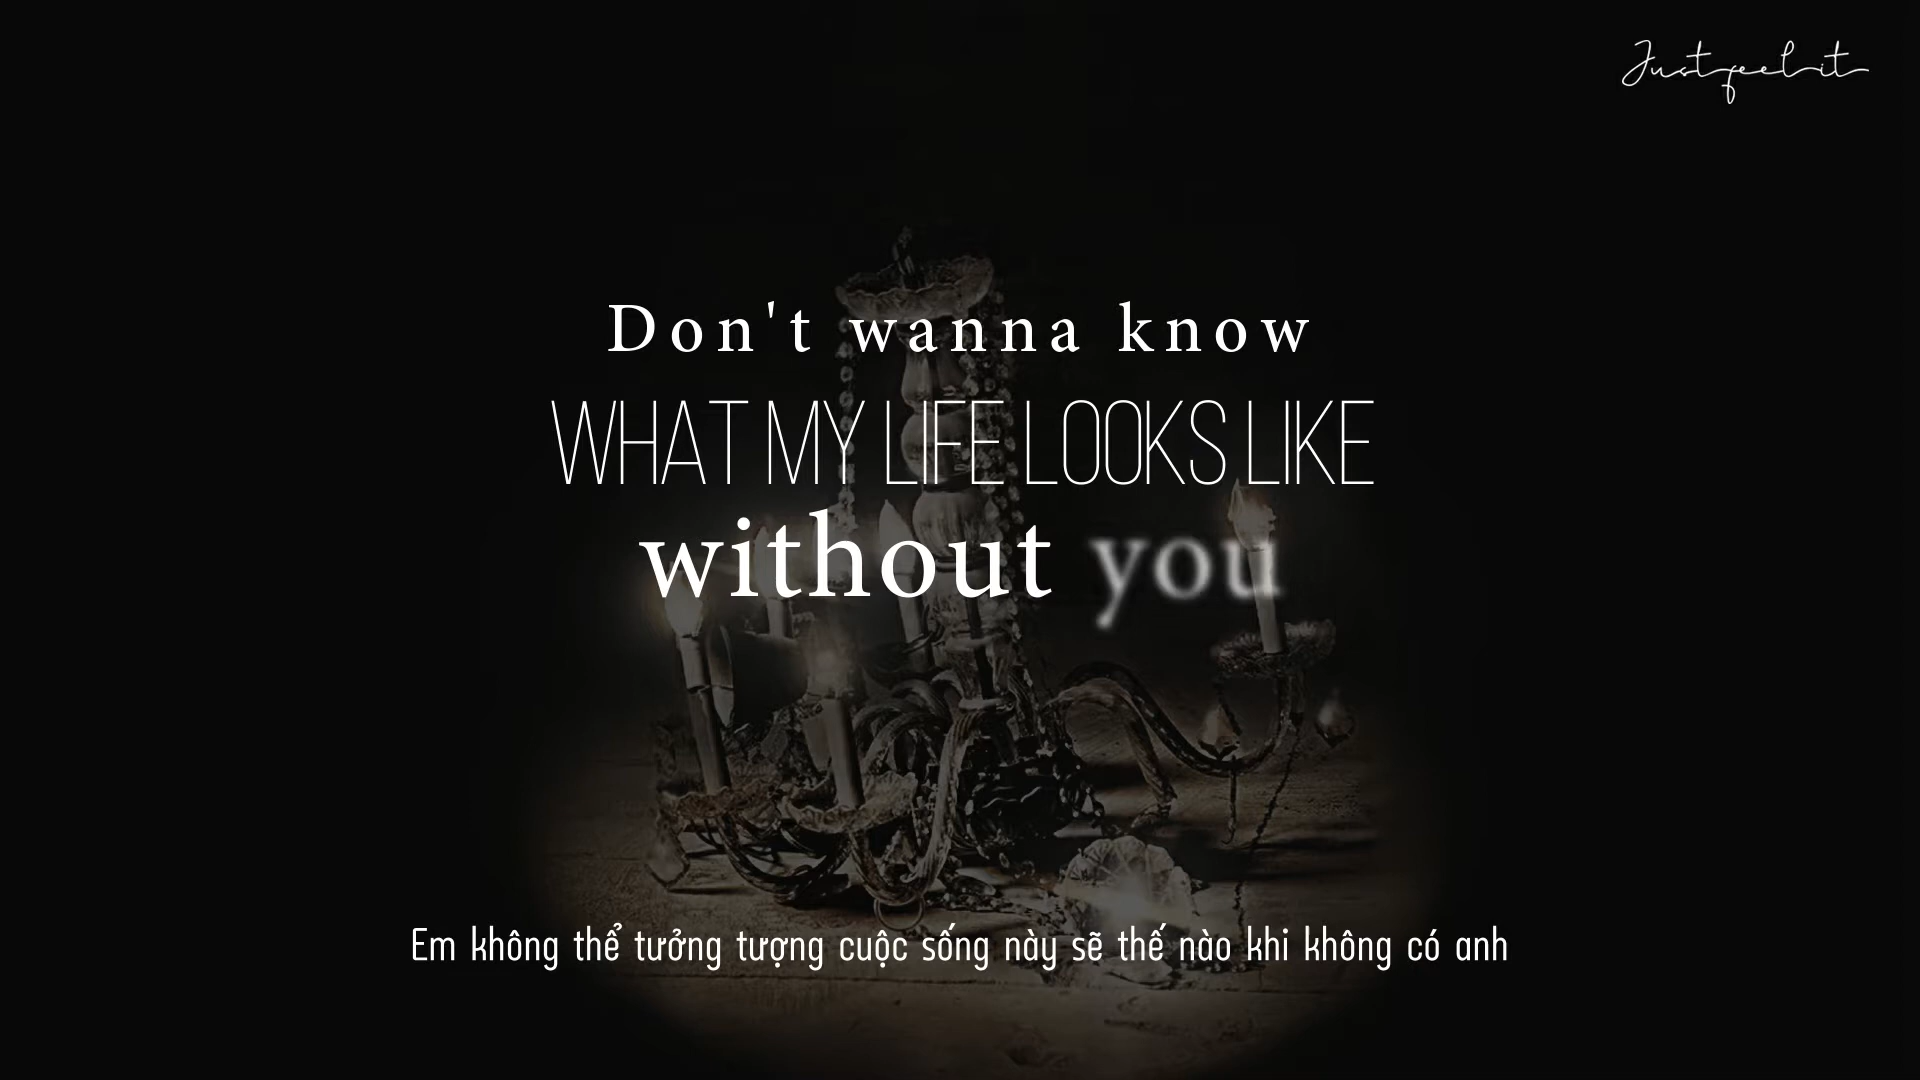 Justfeelit
Don't wanna know
WHAT MY LIFE LOOKS LIKE
without you
Em không thể tưởng tượng cuộc sống này sẽ thế nào khi không có anh